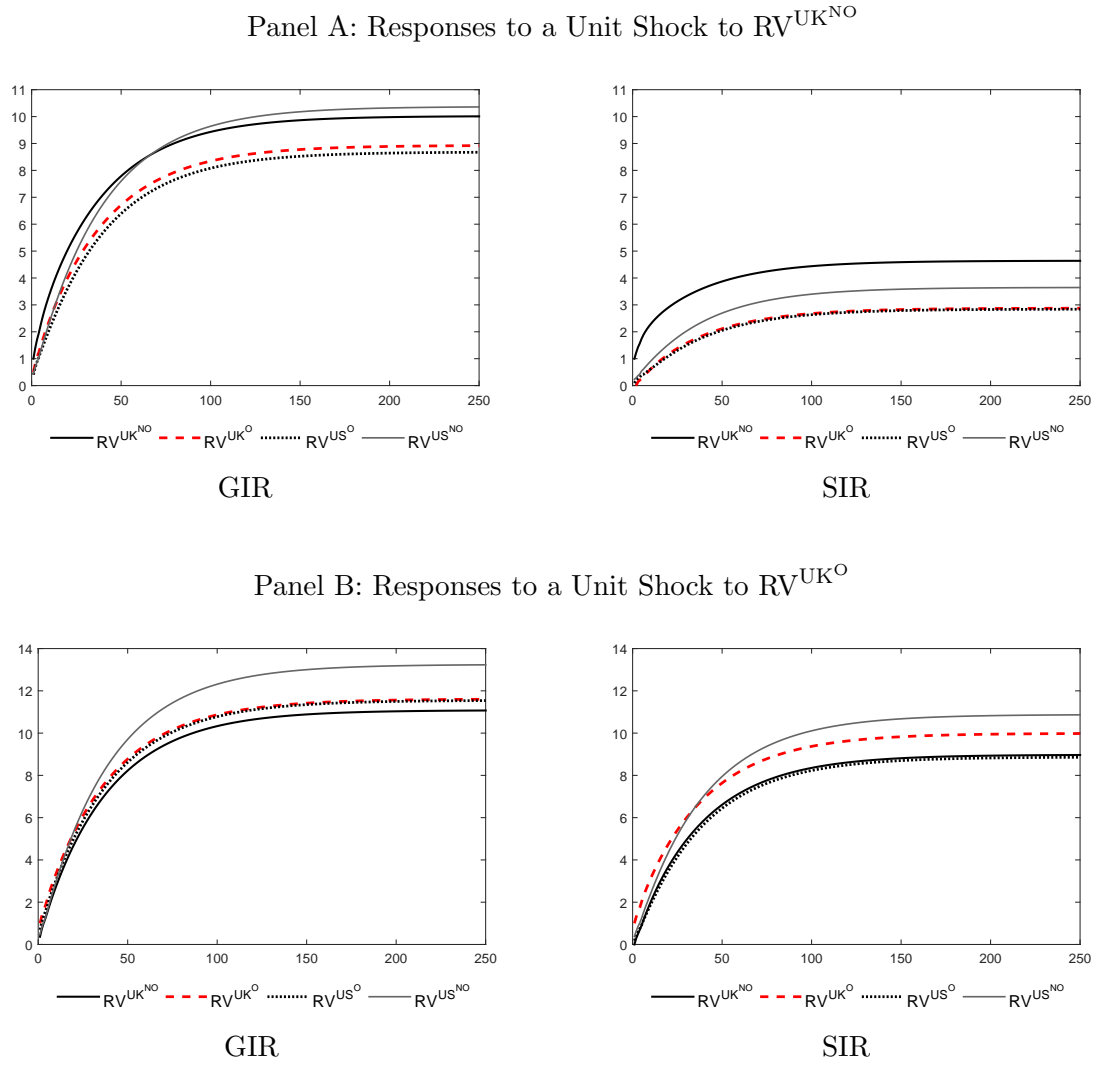 Panel A: Responses to a Unit Shock to RV^UK^NO
11
10
9
8
7
6
5
4
3
2
1
0
0 50 100 150 200 250
RV^UK^NO RV^UK^O RV^US^O RV^US^NO
GIR
11
10
9
8
7
6
5
4
3
2
1
0
0 50 100 150 200 250
RV^UK^NO RV^UK^O RV^US^O RV^US^NO
SIR
Panel B: Responses to a Unit Shock to RV^UK^O
14
12
10
8
6
4
2
0
0 50 100 150 200 250
RV^UK^NO RV^UK^O RV^US^O RV^US^NO
GIR
14
12
10
8
6
4
2
0
0 50 100 150 200 250
RV^UK^NO RV^UK^O RV^US^O RV^US^NO
SIR